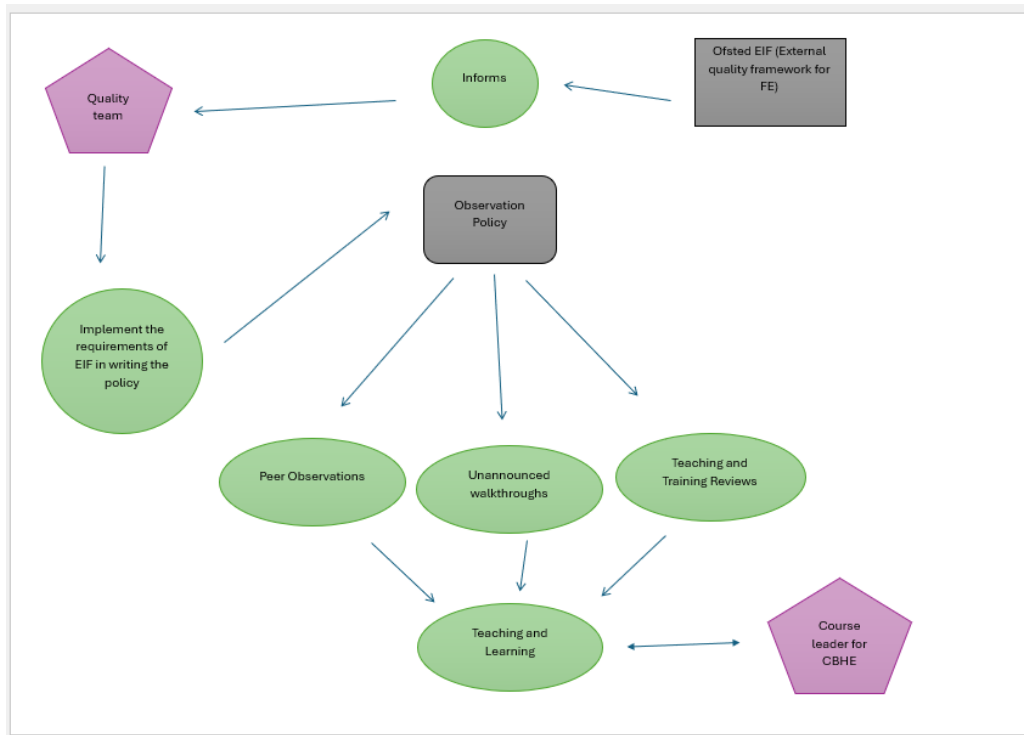 Quality
team
Informs
Ofsted EIF (External
quality framework for
FE)
Observation
Policy
Implement the
requirements of
EIF in writing the
policy
Peer Observations
Unannounced
walkthroughs
Teaching and
Training Reviews
Teaching and
Learning
Course
leader for
CBHE